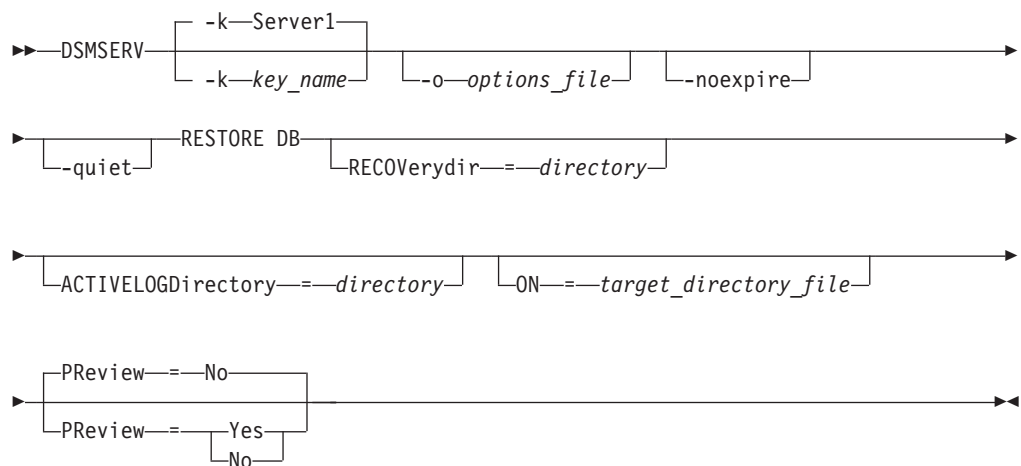 -k Server1
DSMSERV
-k key_name
-o options_file
-noexpire
RESTORE DB
-quiet
RECOVerydir = directory
ACTIVELOGDirectory = directory
ON = target_directory_file
PReview = No
PReview = Yes
No